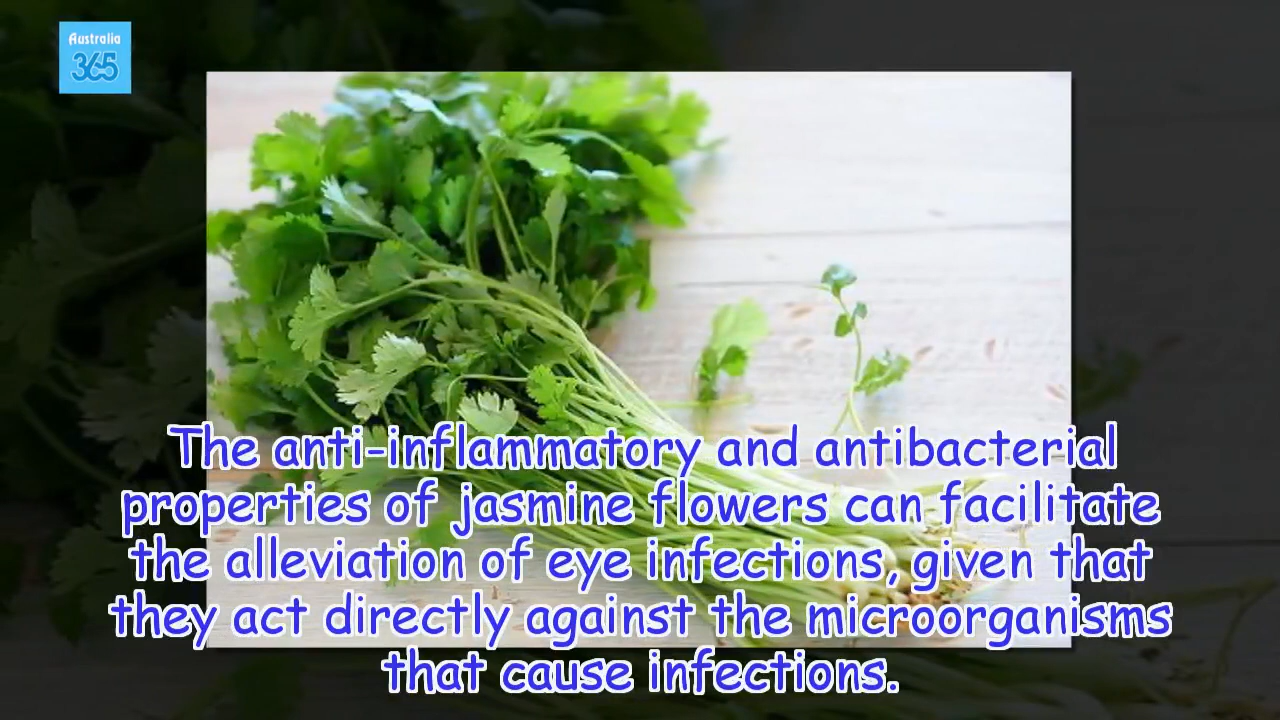 Australia
365
The anti-inflammatory and antibacterial
properties of jasmine flowers can facilitate
the alleviation of eye infections, given that
they act directly against the microorganisms
that cause infections.